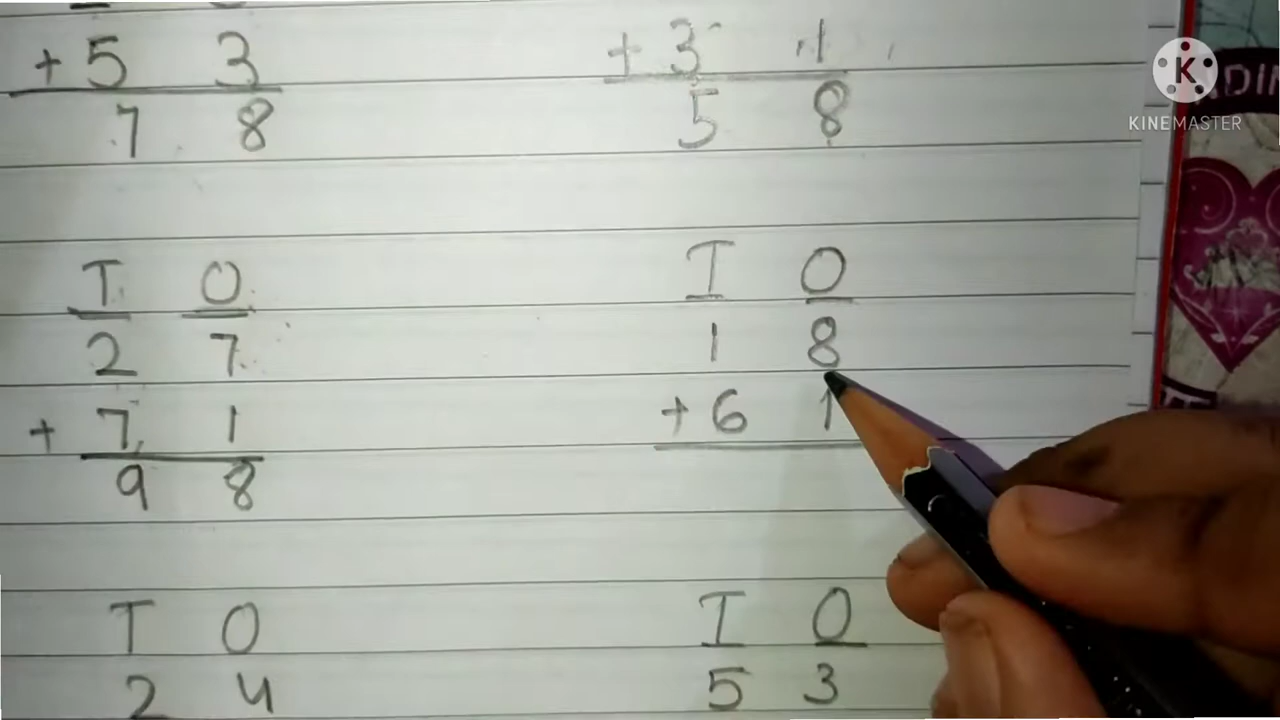 + 5 3
7 8
+ 3 1
5 8
T O
2 7
+ 7 1
9 8
T O
1 8
+ 6 1
T O
2 4
T O
5 3
K
KINEMASTER